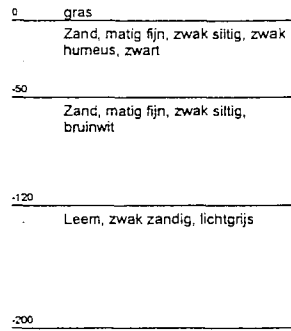 0 gras
Zand, matig fijn, zwak siltig, zwak
humeus, zwart
-50
Zand, matig fijn, zwak siltig,
bruinwit
-120
Leem, zwak zandig, lichtgrijs
-200